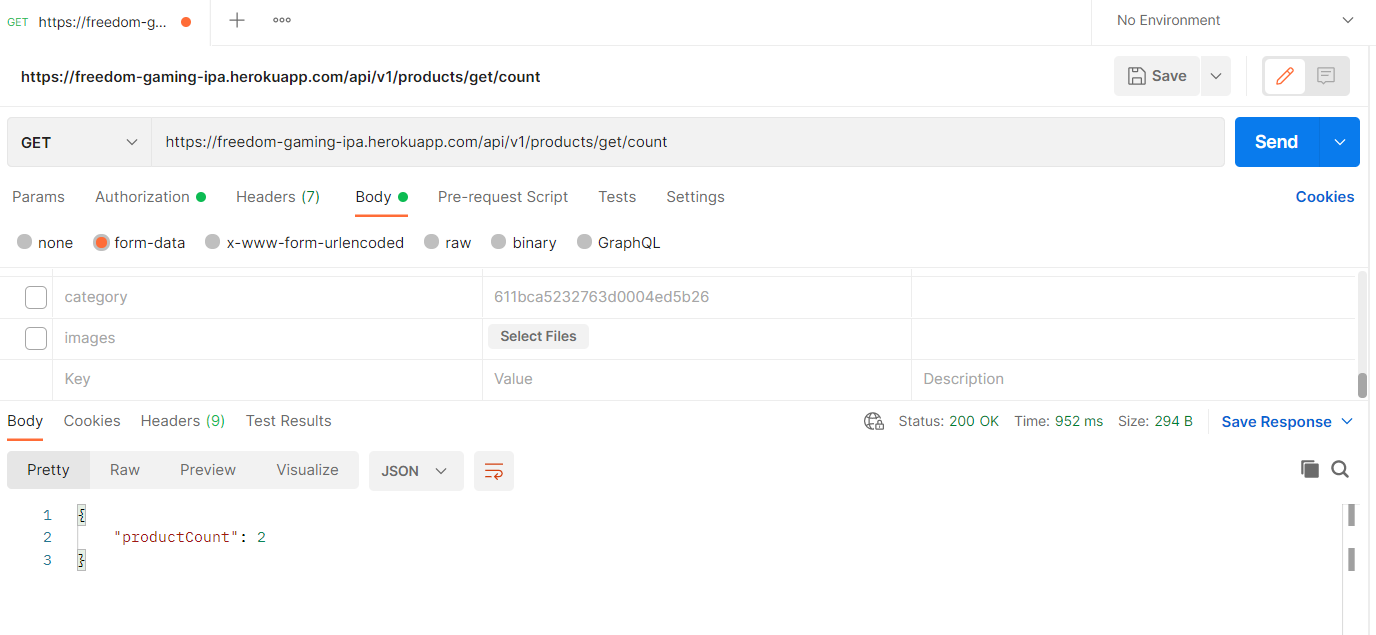 GET https://freedom-g... No Environment
https://freedom-gaming-ipa.herokuapp.com/api/v1/products/get/count Save
GET https://freedom-gaming-ipa.herokuapp.com/api/v1/products/get/count Send
Params Authorization Headers (7) Body Pre-request Script Tests Settings Cookies
none form-data x-www-form-urlencoded raw binary GraphQL
category 611bca5232763d0004ed5b26
images Select Files
Key Value Description
Body Cookies Headers (9) Test Results Status: 200 OK Time: 952 ms Size: 294 B Save Response
Pretty Raw Preview Visualize JSON
1 {
2 "productCount": 2
3 }